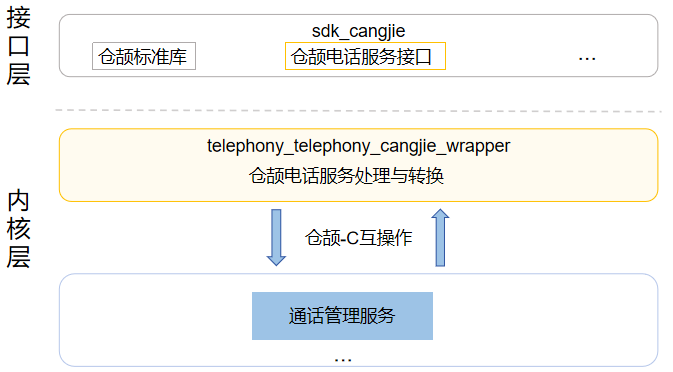 接口层
sdk_cangjie
仓颉标准库
仓颉电话服务接口
...
内核层
telephony_telephony_cangjie_wrapper
仓颉电话服务处理与转换
仓颉-C互操作
通话管理服务
...